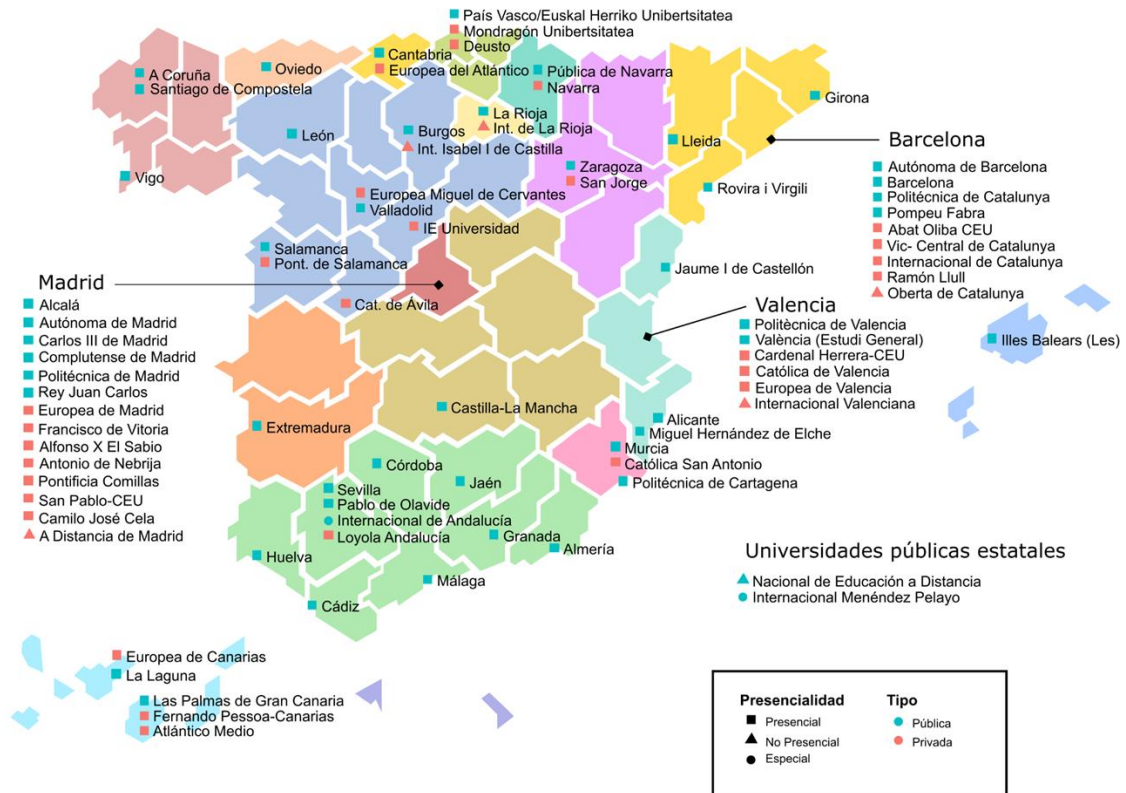 País Vasco/Euskal Herriko Unibertsitatea
Mondragón Unibertsitatea
Deusto
Cantabria
Europea del Atlántico
Pública de Navarra
Navarra
A Coruña
Santiago de Compostela
Oviedo
Vigo
León
Burgos
Int. Isabel I de Castilla
La Rioja
Int. de La Rioja
Europea Miguel de Cervantes
Valladolid
IE Universidad
Zaragoza
San Jorge
Lleida
Girona
Rovira i Virgili
Barcelona
Autónoma de Barcelona
Barcelona
Politécnica de Catalunya
Pompeu Fabra
Abat Oliba CEU
Vic- Central de Catalunya
Internacional de Catalunya
Ramón Llull
Oberta de Catalunya
Salamanca
Pont. de Salamanca
Cat. de Ávila
Madrid
Alcalá
Autónoma de Madrid
Carlos III de Madrid
Complutense de Madrid
Politécnica de Madrid
Rey Juan Carlos
Europea de Madrid
Francisco de Vitoria
Alfonso X El Sabio
Antonio de Nebrija
Pontificia Comillas
San Pablo-CEU
Camilo José Cela
A Distancia de Madrid
Jaume I de Castellón
Valencia
Politècnica de Valencia
València (Estudi General)
Cardenal Herrera-CEU
Católica de Valencia
Europea de Valencia
Internacional Valenciana
Illes Balears (Les)
Castilla-La Mancha
Extremadura
Alicante
Miguel Hernández de Elche
Murcia
Católica San Antonio
Politécnica de Cartagena
Córdoba
Jaén
Sevilla
Pablo de Olavide
Internacional de Andalucía
Loyola Andalucía
Granada
Almería
Huelva
Málaga
Cádiz
Universidades públicas estatales
Nacional de Educación a Distancia
Internacional Menéndez Pelayo
Europea de Canarias
La Laguna
Las Palmas de Gran Canaria
Fernando Pessoa-Canarias
Atlántico Medio
Presencialidad
Presencial
No Presencial
Especial
Tipo
Pública
Privada